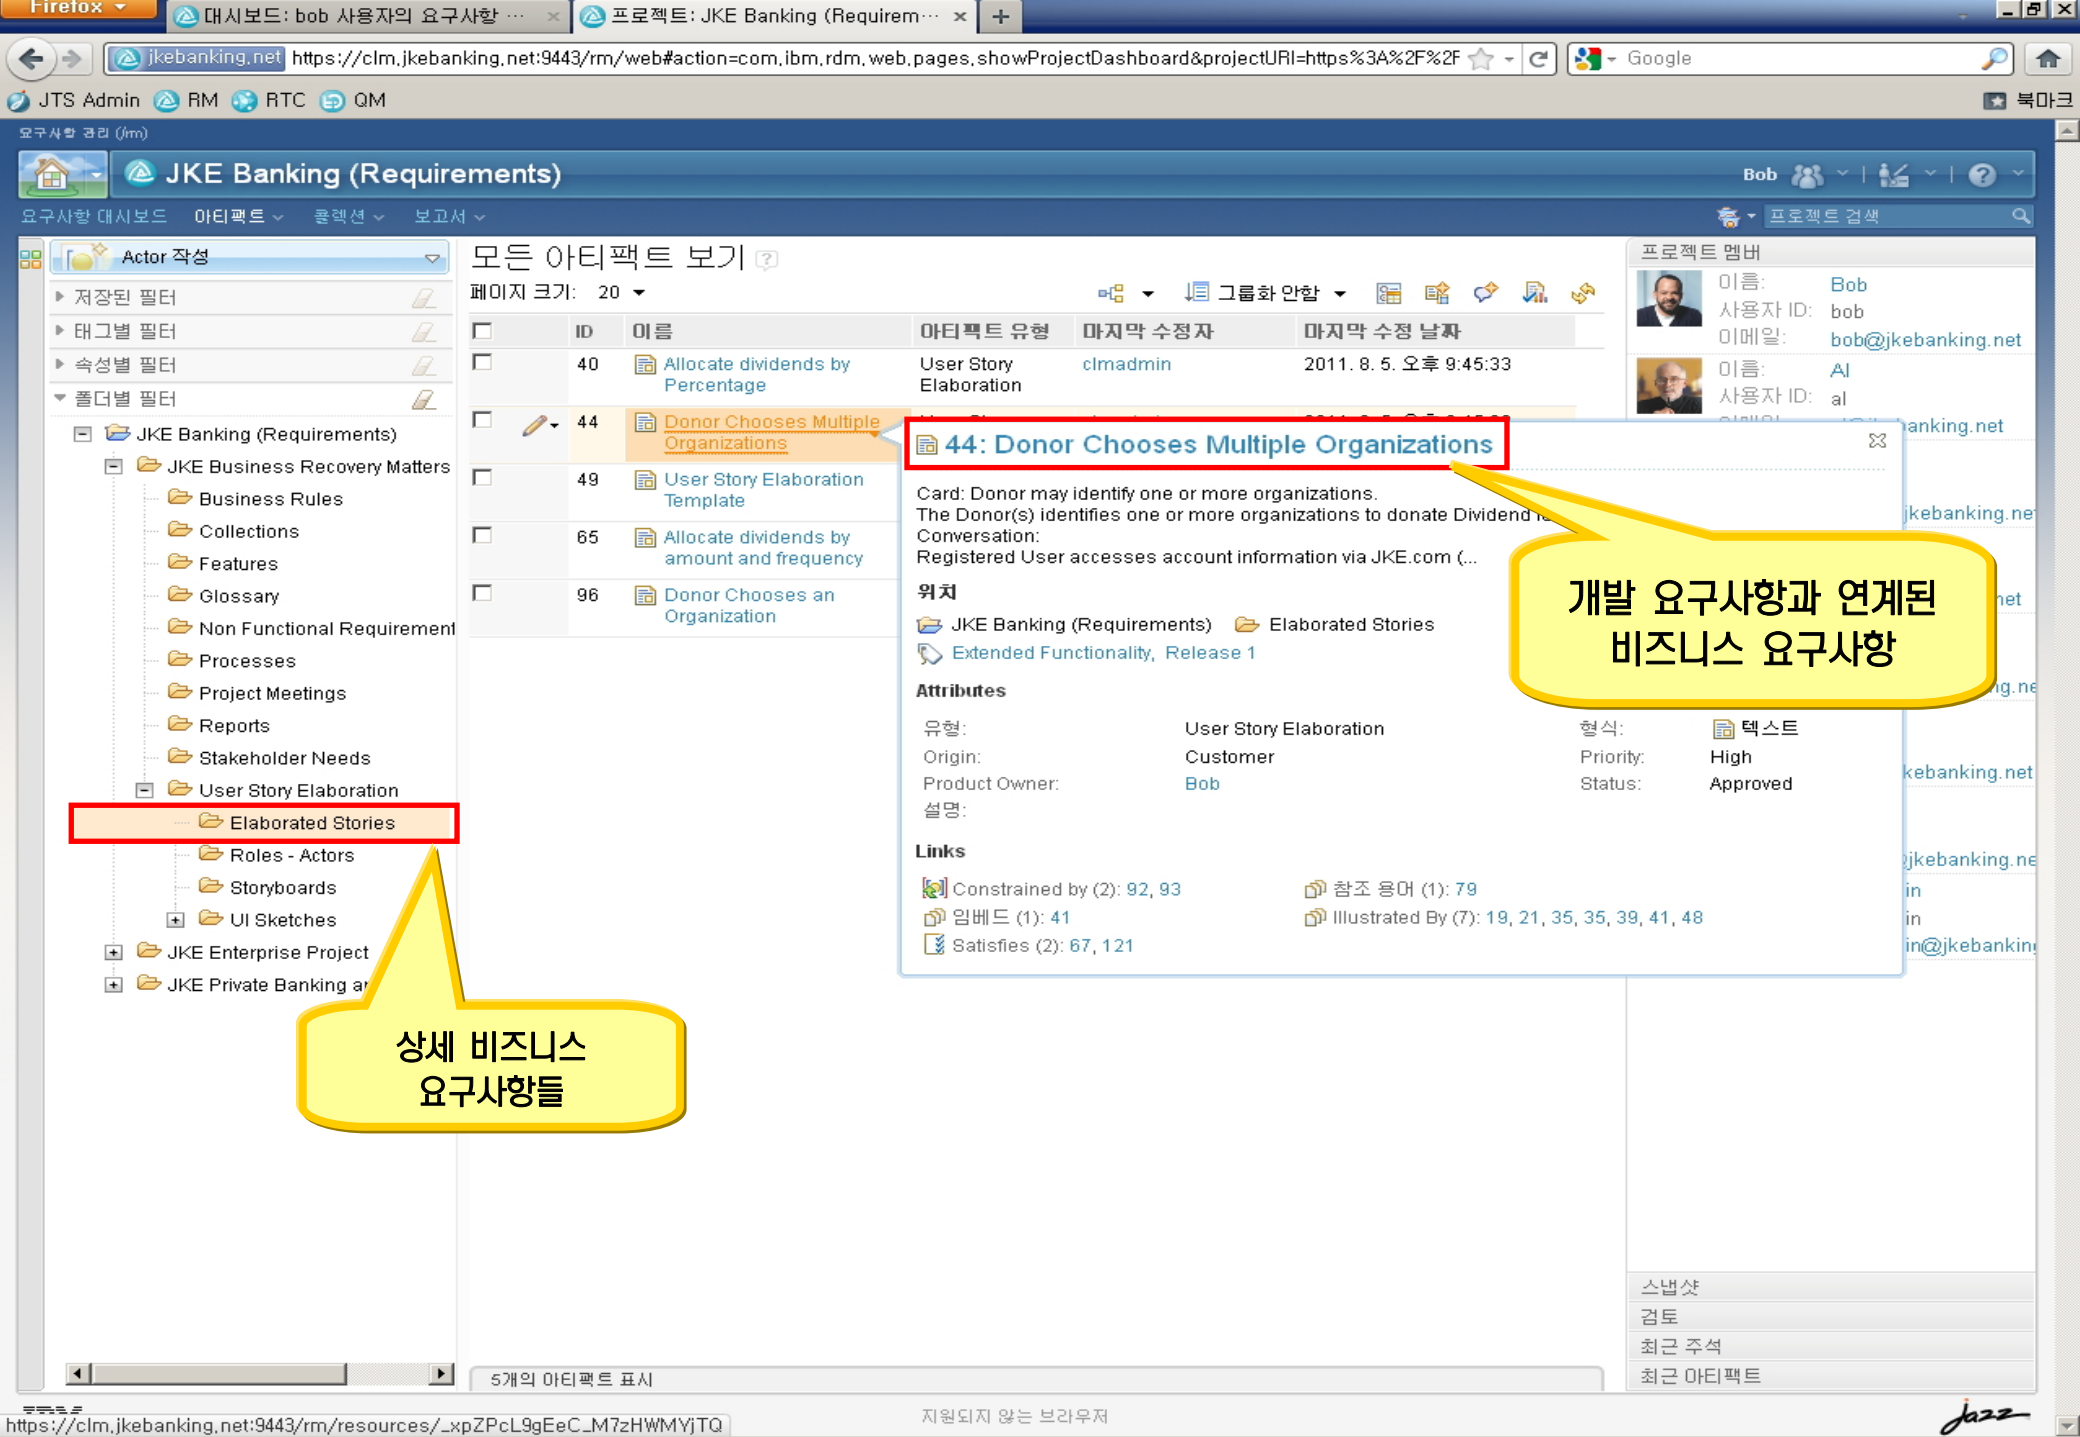 Firefox
대시보드: bob 사용자의 요구사항 …
프로젝트: JKE Banking (Requirem…
jkebanking.net https://clm.jkebanking.net:9443/rm/web#action=com.ibm.rdm.web.pages.showProjectDashboard&projectURI=https%3A%2F%2F
Google
JTS Admin RM RTC QM
북마크
요구사항 관리 (/rm)
JKE Banking (Requirements)
Bob
요구사항 대시보드 아티팩트 콜렉션 보고서
프로젝트 검색
Actor 작성
저장된 필터
태그별 필터
속성별 필터
폴더별 필터
JKE Banking (Requirements)
JKE Business Recovery Matters
Business Rules
Collections
Features
Glossary
Non Functional Requirement
Processes
Project Meetings
Reports
Stakeholder Needs
User Story Elaboration
Elaborated Stories
Roles - Actors
Storyboards
UI Sketches
JKE Enterprise Project
JKE Private Banking
상세 비즈니스
요구사항들
모든 아티팩트 보기
페이지 크기: 20
그룹화 안함
ID 이름 아티팩트 유형 마지막 수정자 마지막 수정 날짜
40 Allocate dividends by Percentage User Story Elaboration clmadmin 2011. 8. 5. 오후 9:45:33
44 Donor Chooses Multiple Organizations
49 User Story Elaboration Template
65 Allocate dividends by amount and frequency
96 Donor Chooses an Organization
44: Donor Chooses Multiple Organizations
Card: Donor may identify one or more organizations.
The Donor(s) identifies one or more organizations to donate Dividend
Conversation:
Registered User accesses account information via JKE.com (...
위치
JKE Banking (Requirements) Elaborated Stories
Extended Functionality, Release 1
Attributes
유형: User Story Elaboration 형식: 텍스트
Origin: Customer Priority: High
Product Owner: Bob Status: Approved
설명:
Links
Constrained by (2): 92, 93 참조 용어 (1): 79
임베드 (1): 41 Illustrated By (7): 19, 21, 35, 35, 39, 41, 48
Satisfies (2): 67, 121
개발 요구사항과 연계된
비즈니스 요구사항
프로젝트 멤버
이름: Bob
사용자 ID: bob
이메일: bob@jkebanking.net
이름: Al
사용자 ID: al
anking.net
jkebanking.ne
net
ng.ne
kebanking.net
jkebanking.ne
in
in
in@jkebankin
스냅샷
검토
최근 주석
최근 아티팩트
5개의 아티팩트 표시
https://clm.jkebanking.net:9443/rm/resources/_xpZPcL9gEeC_M7zHWMYjTQ
지원되지 않는 브라우저
jazz